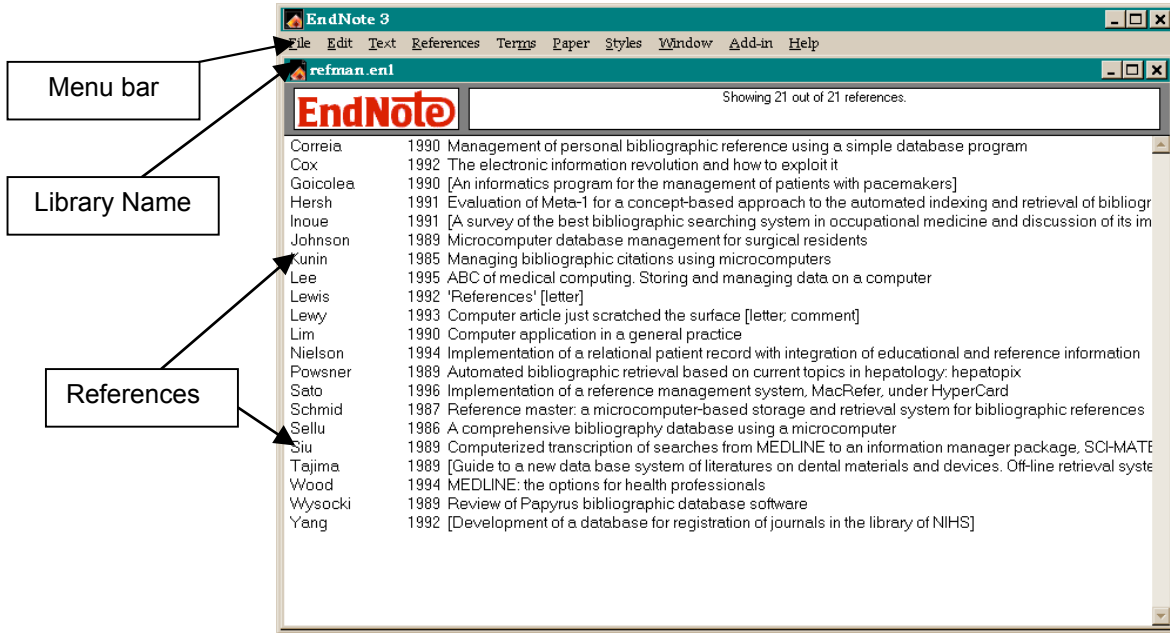 EndNote 3
File Edit Text References Terms Paper Styles Window Add-in Help
Menu bar
refman.enl
EndNote
Showing 21 out of 21 references.
Library Name
References
Correia 1990 Management of personal bibliographic reference using a simple database program
Cox 1992 The electronic information revolution and how to exploit it
Goicolea 1990 [An informatics program for the management of patients with pacemakers]
Hersh 1991 Evaluation of Meta-1 for a concept-based approach to the automated indexing and retrieval of bibliogr
Inoue 1991 [A survey of the best bibliographic searching system in occupational medicine and discussion of its im
Johnson 1989 Microcomputer database management for surgical residents
Kunin 1985 Managing bibliographic citations using microcomputers
Lee 1995 ABC of medical computing. Storing and managing data on a computer
Lewis 1992 'References' [letter]
Lewy 1993 Computer article just scratched the surface [letter; comment]
Lim 1990 Computer application in a general practice
Nielson 1994 Implementation of a relational patient record with integration of educational and reference information
Powsner 1989 Automated bibliographic retrieval based on current topics in hepatology: hepatopix
Sato 1996 Implementation of a reference management system, MacRefer, under HyperCard
Schmid 1987 Reference master: a microcomputer-based storage and retrieval system for bibliographic references
Sellu 1986 A comprehensive bibliography database using a microcomputer
Siu 1989 Computerized transcription of searches from MEDLINE to an information manager package, SCI-MATE
Tajima 1989 [Guide to a new data base system of literatures on dental materials and devices. Off-line retrieval syste
Wood 1994 MEDLINE: the options for health professionals
Wysocki 1989 Review of Papyrus bibliographic database software
Yang 1992 [Development of a database for registration of journals in the library of NIHS]